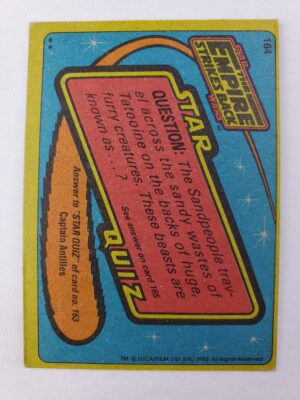 164
STAR
THE
EMPIRE
STRIKES BACK
WARS
TM
STAR
QUESTION: The Sandpeople trav-
el across the sandy wastes of
Tatooine on the backs of huge,
furry creatures. These beasts are
known as. . . ?
See answer on card 165
QUIZ
Answer to "STAR QUIZ" of card no. 163
Captain Antilles
**
TM: © LUCASFILM LTD. (LFL) 1980. All Rights Reserved